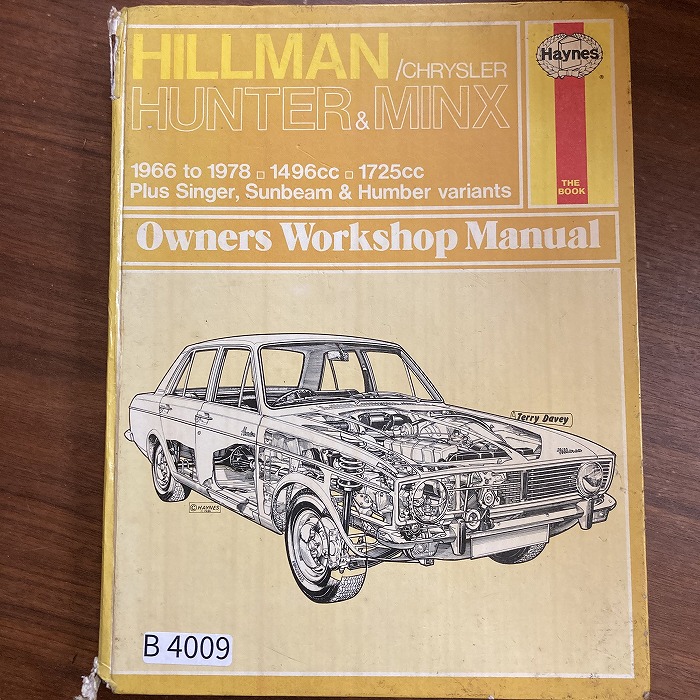 HILLMAN
/CHRYSLER
HUNTER & MINX
1966 to 1978 □ 1496cc □ 1725cc
Plus Singer, Sunbeam & Humber variants
Haynes
®
THE
BOOK
Owners Workshop Manual
Terry Davey
Hillman
© HAYNES
B 4009